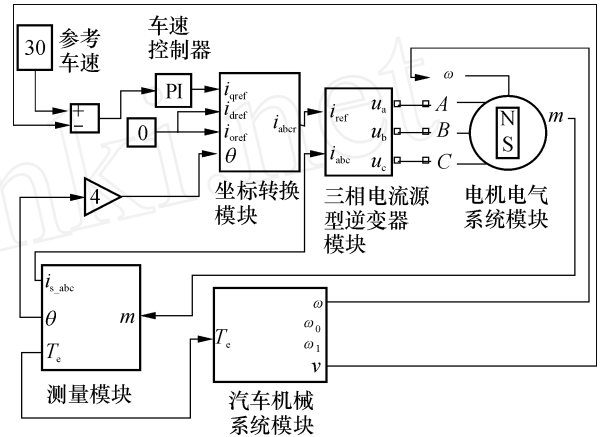 30
参考
车速
车速
控制器
+
−
PI
0
i_qref
i_dref
i_oref
θ
i_abcr
坐标转换
模块
i_ref
i_abc
u_a
u_b
u_c
三相电流源
型逆变器
模块
ω
A
B
C
N
S
m
电机电气
系统模块
4
i_s_abc
θ
T_e
m
测量模块
T_e
ω
ω_0
ω_1
v
汽车机械
系统模块
nki.net